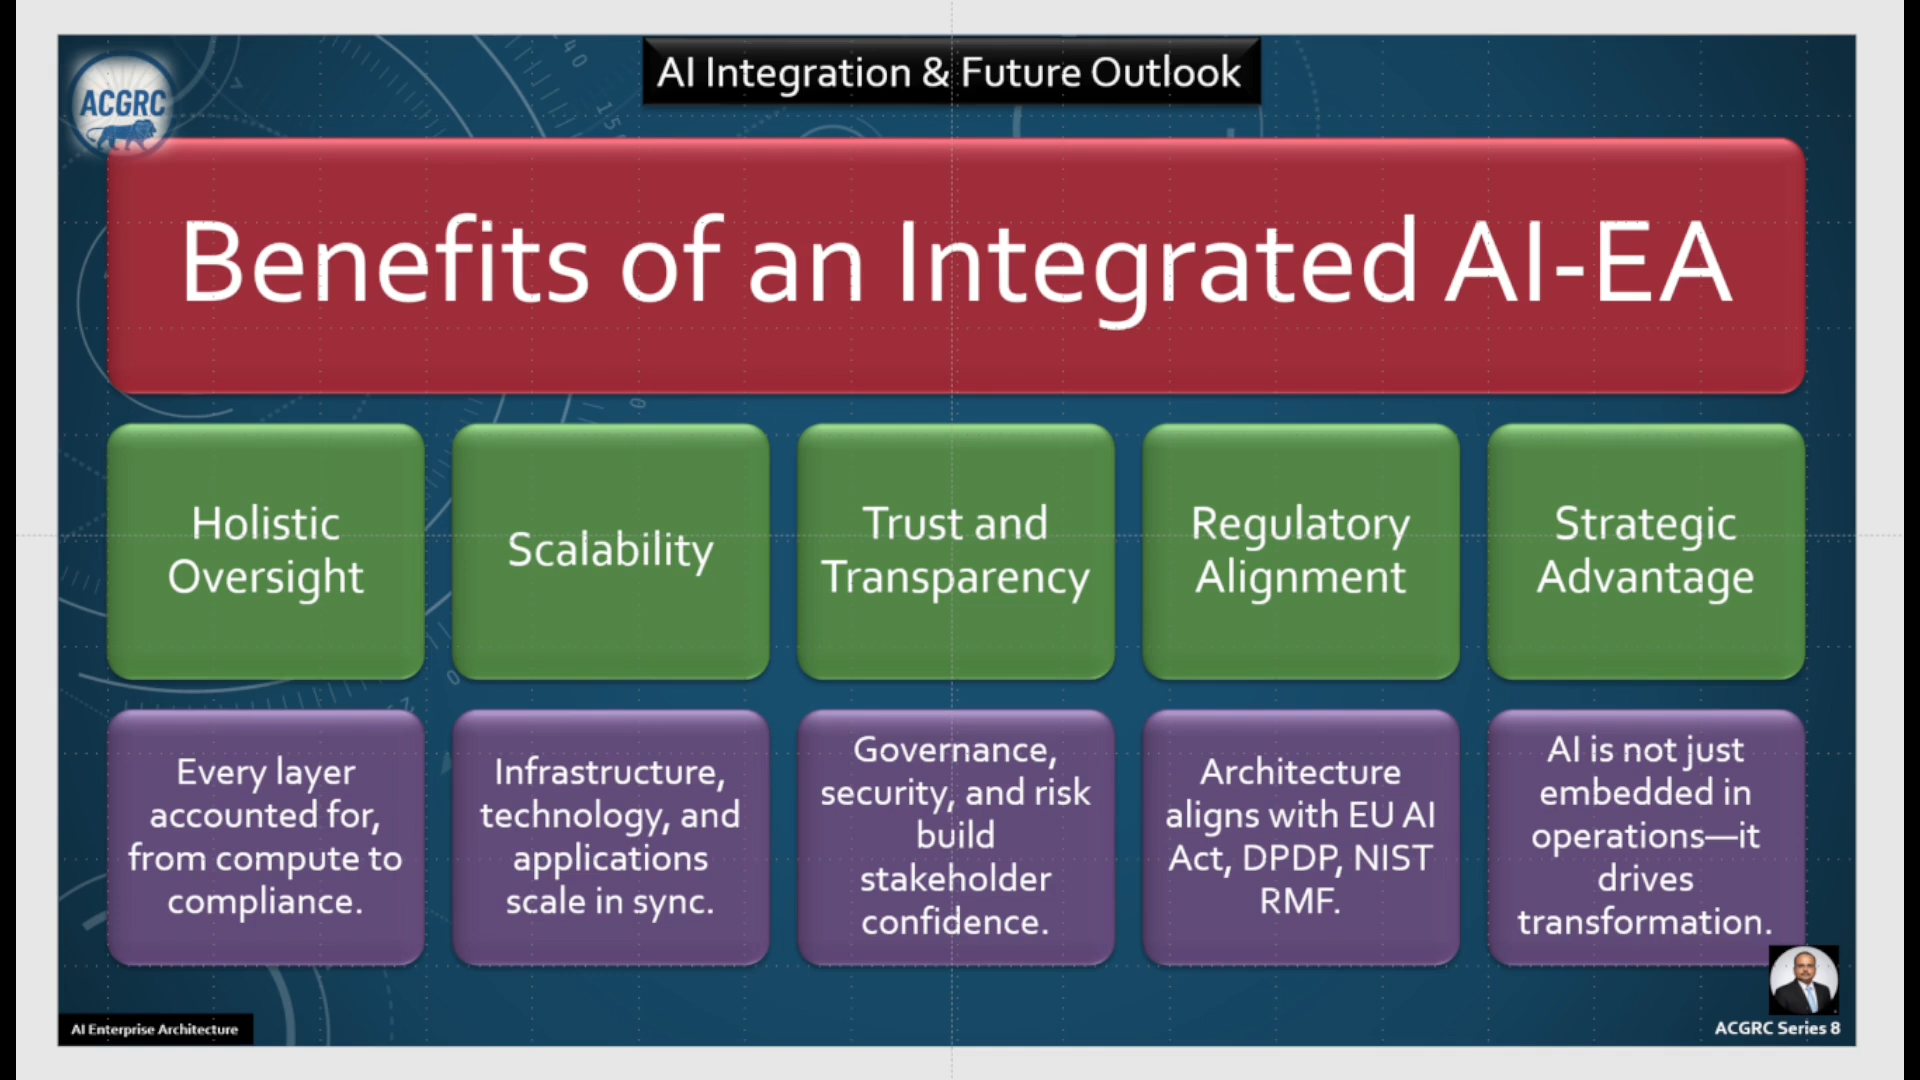 AI Integration & Future Outlook
ACGRC
Benefits of an Integrated AI-EA
Holistic
Oversight
Scalability
Trust and
Transparency
Regulatory
Alignment
Strategic
Advantage
Every layer
accounted for,
from compute to
compliance.
Infrastructure,
technology, and
applications
scale in sync.
Governance,
security, and risk
build
stakeholder
confidence.
Architecture
aligns with EU AI
Act, DPDP, NIST
RMF.
AI is not just
embedded in
operations—it
drives
transformation.
AI Enterprise Architecture
ACGRC Series 8